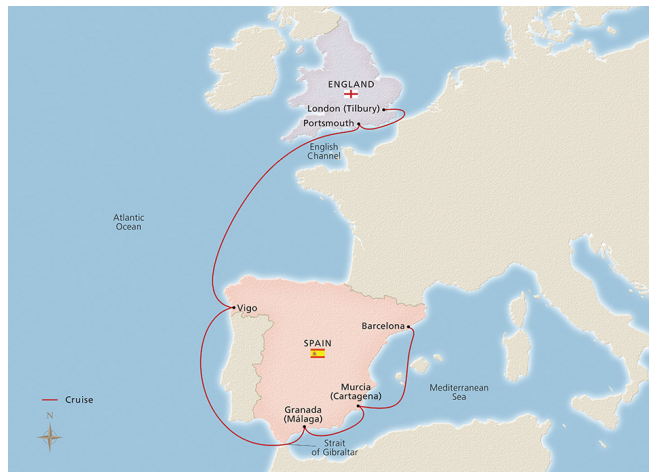 ENGLAND
London (Tilbury)
Portsmouth
English
Channel
Atlantic
Ocean
Vigo
Barcelona
SPAIN
Murcia
(Cartagena)
Mediterranean
Sea
Cruise
Granada
(Málaga)
N
Strait
of Gibraltar